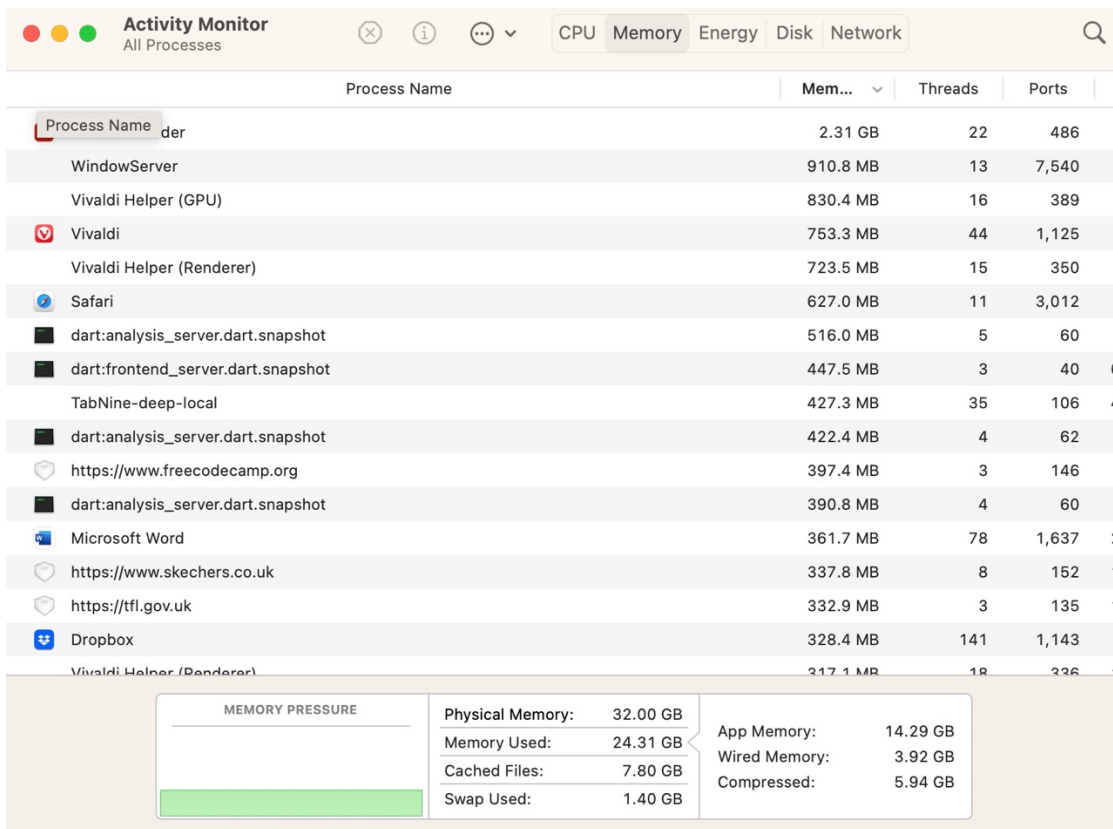 Activity Monitor
All Processes
CPU Memory Energy Disk Network
Process Name Mem... Threads Ports
Process Name
der 2.31 GB 22 486
WindowServer 910.8 MB 13 7,540
Vivaldi Helper (GPU) 830.4 MB 16 389
Vivaldi 753.3 MB 44 1,125
Vivaldi Helper (Renderer) 723.5 MB 15 350
Safari 627.0 MB 11 3,012
dart:analysis_server.dart.snapshot 516.0 MB 5 60
dart:frontend_server.dart.snapshot 447.5 MB 3 40
TabNine-deep-local 427.3 MB 35 106
dart:analysis_server.dart.snapshot 422.4 MB 4 62
https://www.freecodecamp.org 397.4 MB 3 146
dart:analysis_server.dart.snapshot 390.8 MB 4 60
Microsoft Word 361.7 MB 78 1,637
https://www.skechers.co.uk 337.8 MB 8 152
https://tfl.gov.uk 332.9 MB 3 135
Dropbox 328.4 MB 141 1,143
Vivaldi Helper (Renderer) 317.1 MB 18 336
MEMORY PRESSURE
Physical Memory: 32.00 GB
Memory Used: 24.31 GB
Cached Files: 7.80 GB
Swap Used: 1.40 GB
App Memory: 14.29 GB
Wired Memory: 3.92 GB
Compressed: 5.94 GB